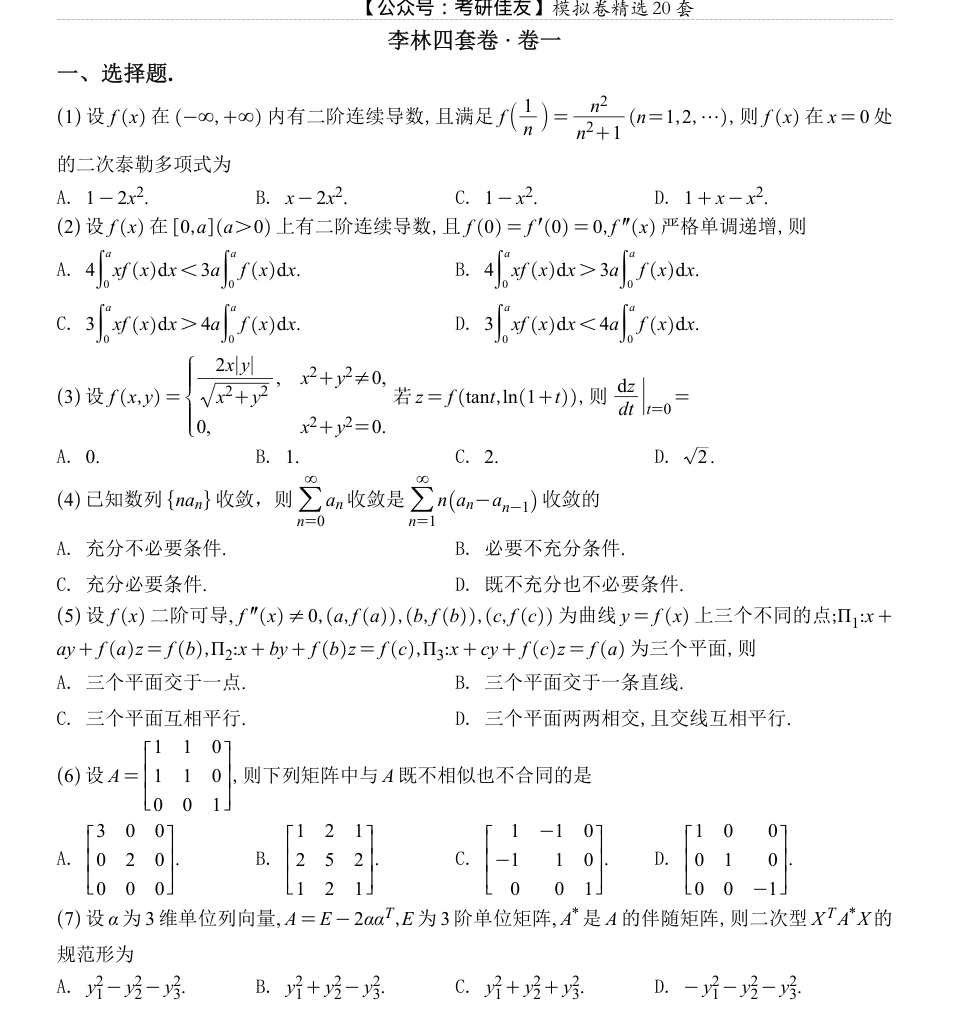 【公众号：考研佳友】模拟卷精选20套
李林四套卷·卷一
一、选择题.
(1) 设 f(x) 在 (−∞,+∞) 内有二阶连续导数, 且满足 f(1/n) = n²/(n²+1) (n=1,2,⋯), 则 f(x) 在 x=0 处
的二次泰勒多项式为
A. 1−2x². B. x−2x². C. 1−x². D. 1+x−x².
(2) 设 f(x) 在 [0,a](a>0) 上有二阶连续导数, 且 f(0)=f′(0)=0, f″(x) 严格单调递增, 则
A. 4∫₀ᵃ xf(x)dx<3a∫₀ᵃ f(x)dx. B. 4∫₀ᵃ xf(x)dx>3a∫₀ᵃ f(x)dx.
C. 3∫₀ᵃ xf(x)dx>4a∫₀ᵃ f(x)dx. D. 3∫₀ᵃ xf(x)dx<4a∫₀ᵃ f(x)dx.
(3) 设 f(x,y) = { 2x|y|/√(x²+y²), x²+y²≠0, 0, x²+y²=0. 若 z=f(tant,ln(1+t)), 则 dz/dt |t=0 =
A. 0. B. 1. C. 2. D. √2.
(4) 已知数列 {naₙ} 收敛，则 ∑_{n=0}^{∞} aₙ 收敛是 ∑_{n=1}^{∞} n(aₙ−aₙ₋₁) 收敛的
A. 充分不必要条件. B. 必要不充分条件.
C. 充分必要条件. D. 既不充分也不必要条件.
(5) 设 f(x) 二阶可导, f″(x)≠0, (a,f(a)),(b,f(b)),(c,f(c)) 为曲线 y=f(x) 上三个不同的点;Π₁:x+
ay+f(a)z=f(b),Π₂:x+by+f(b)z=f(c),Π₃:x+cy+f(c)z=f(a) 为三个平面, 则
A. 三个平面交于一点. B. 三个平面交于一条直线.
C. 三个平面互相平行. D. 三个平面两两相交, 且交线互相平行.
(6) 设 A = [1 1 0; 1 1 0; 0 0 1], 则下列矩阵中与 A 既不相似也不合同的是
A. [3 0 0; 0 2 0; 0 0 0]. B. [1 2 1; 2 5 2; 1 2 1]. C. [1 −1 0; −1 1 0; 0 0 1]. D. [1 0 0; 0 1 0; 0 0 −1].
(7) 设 α 为 3 维单位列向量, A=E−2ααᵀ, E 为 3 阶单位矩阵, A* 是 A 的伴随矩阵, 则二次型 XᵀA*X 的
规范形为
A. y₁²−y₂²−y₃². B. y₁²+y₂²−y₃². C. y₁²+y₂²+y₃². D. −y₁²−y₂²−y₃².